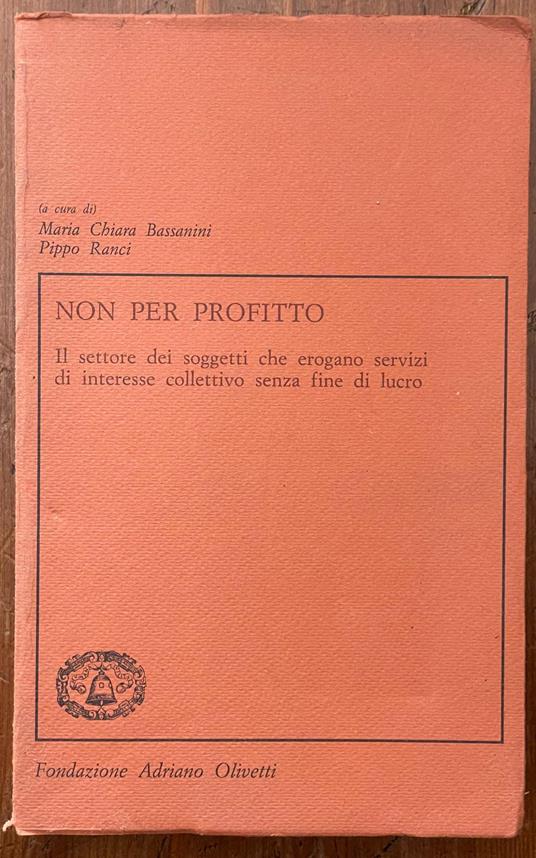 (a cura di)
Maria Chiara Bassanini
Pippo Ranci
NON PER PROFITTO
Il settore dei soggetti che erogano servizi
di interesse collettivo senza fine di lucro
Fondazione Adriano Olivetti